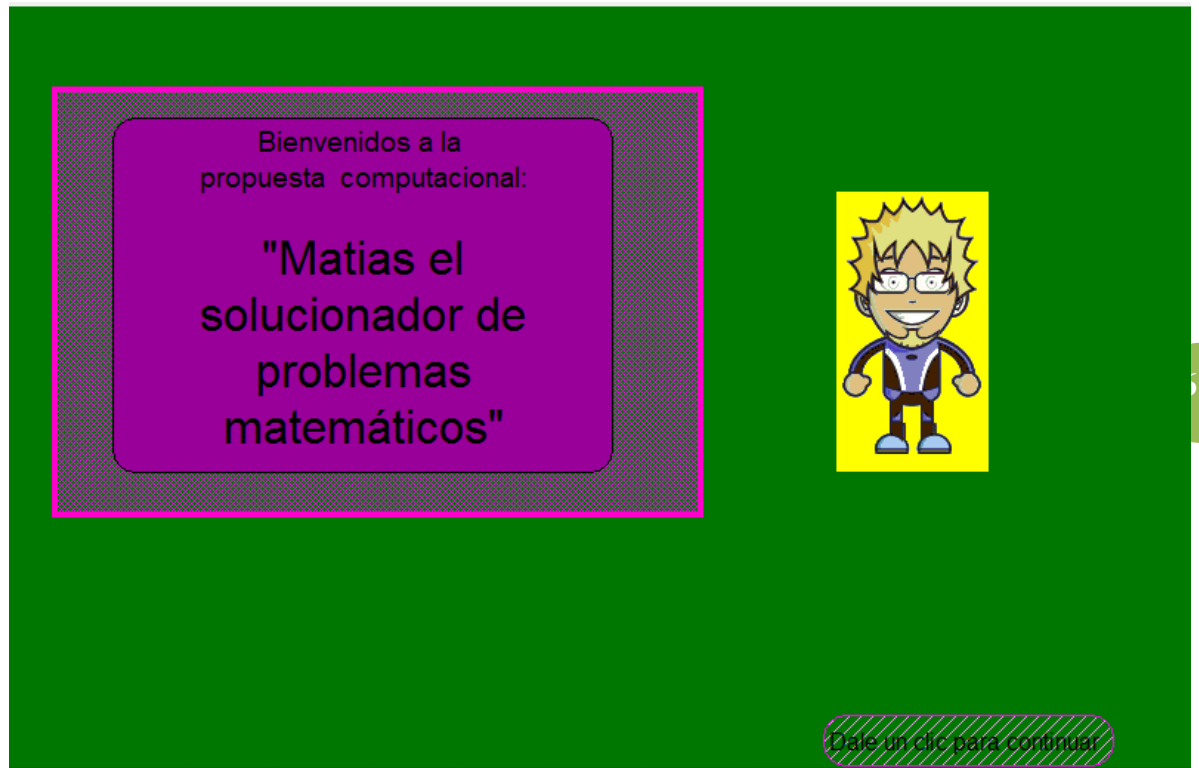 Bienvenidos a la
propuesta computacional:
"Matias el
solucionador de
problemas
matemáticos"
Dale un clic para continuar